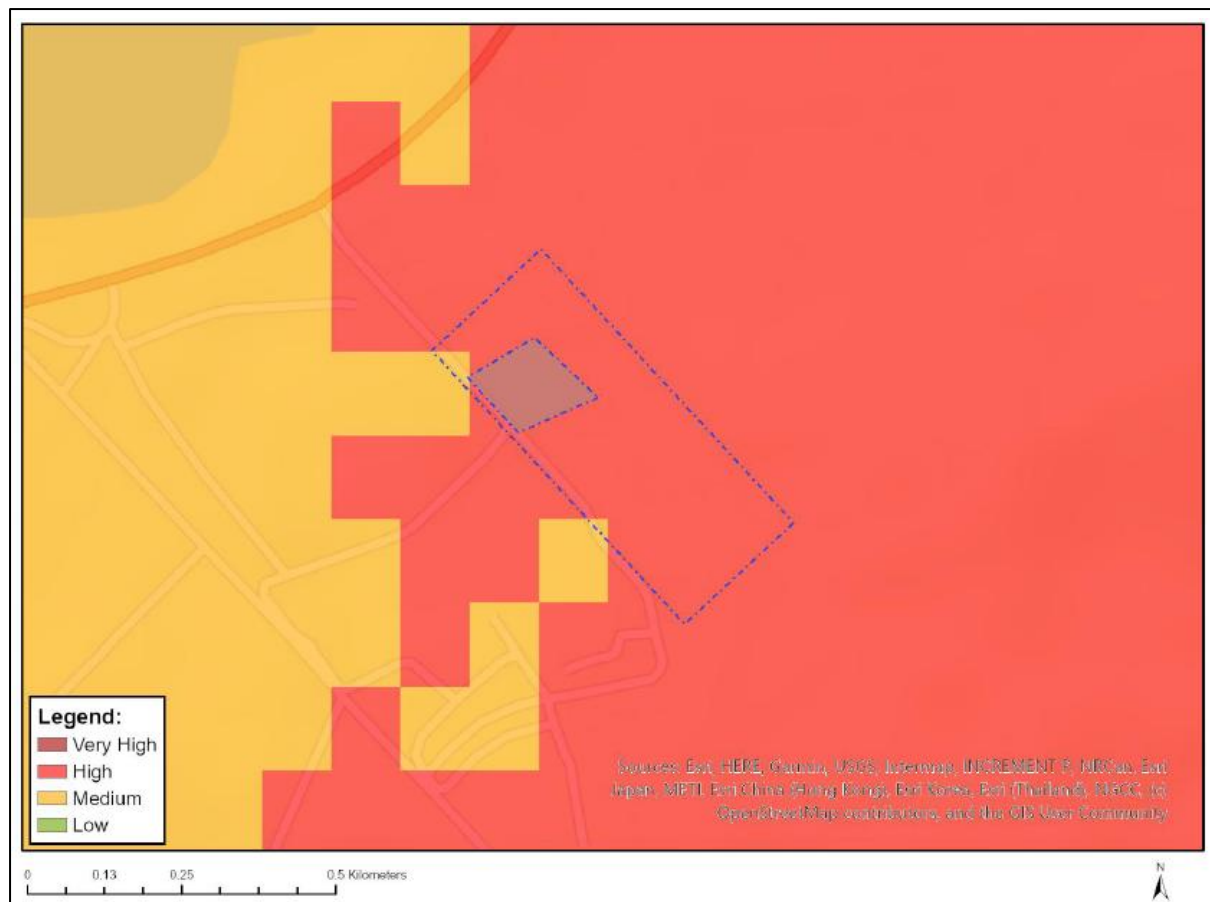 Legend:
Very High
High
Medium
Low
Sources: Esri, HERE, Garmin, USGS, Intermap, INCREMENT P, NRCan, Esri
Japan, METI, Esri China (Hong Kong), Esri Korea, Esri (Thailand), NGCC, (c)
OpenStreetMap contributors, and the GIS User Community
0 0.13 0.25 0.5 Kilometers
N